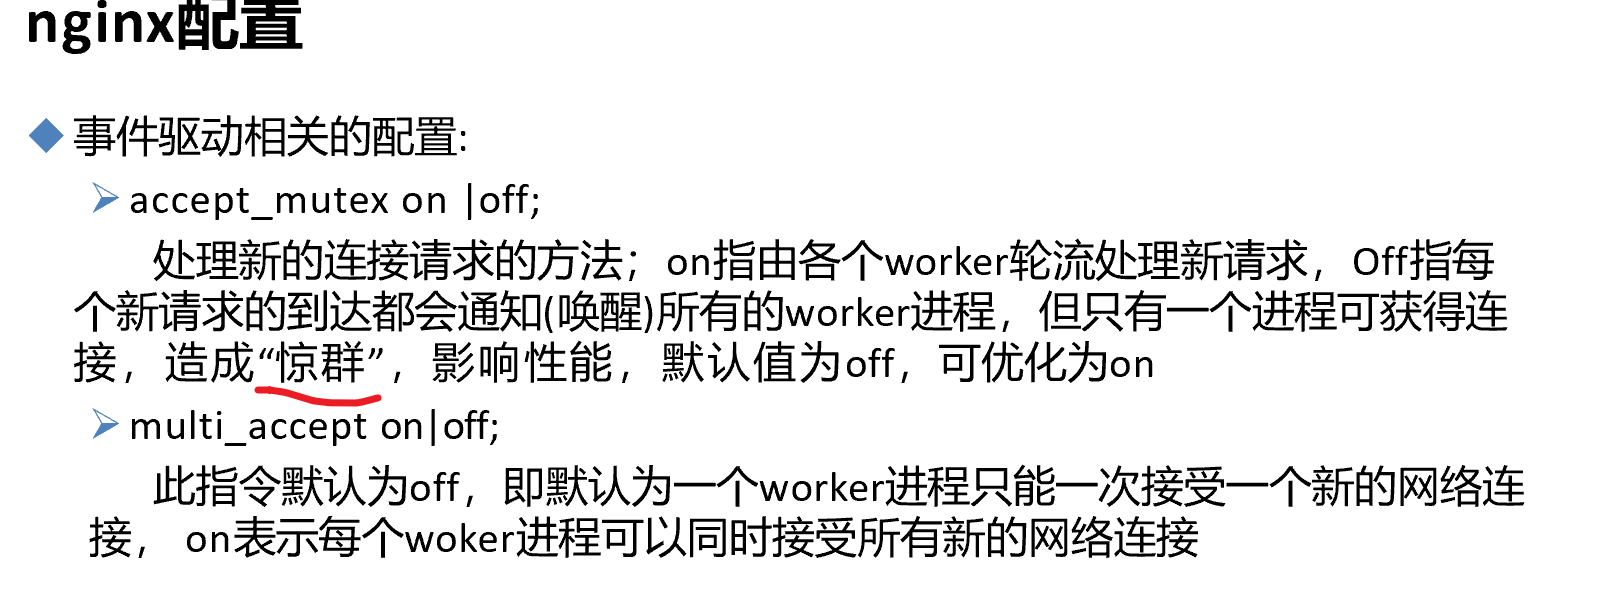 nginx配置
事件驱动相关的配置:
accept_mutex on |off;
处理新的连接请求的方法；on指由各个worker轮流处理新请求，Off指每
个新请求的到达都会通知(唤醒)所有的worker进程，但只有一个进程可获得连
接，造成“惊群”，影响性能，默认值为off，可优化为on
multi_accept on|off;
此指令默认为off，即默认为一个worker进程只能一次接受一个新的网络连
接， on表示每个woker进程可以同时接受所有新的网络连接